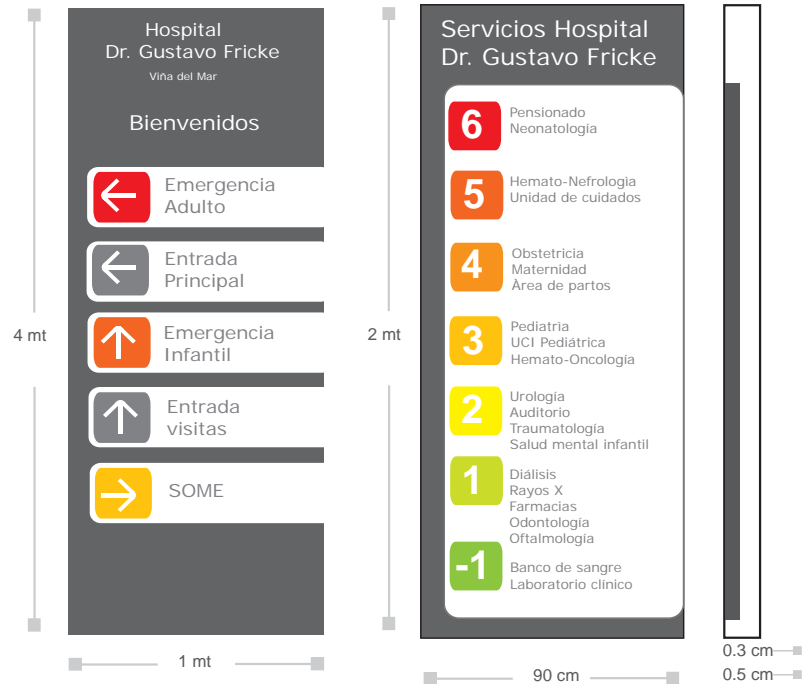 Hospital
Dr. Gustavo Fricke
Viña del Mar
Bienvenidos
Emergencia
Adulto
Entrada
Principal
Emergencia
Infantil
Entrada
visitas
SOME
4 mt
1 mt
Servicios Hospital
Dr. Gustavo Fricke
6
Pensionado
Neonatología
5
Hemato-Nefrologìa
Unidad de cuidados
4
Obstetricia
Maternidad
Àrea de partos
3
Pediatrìa
UCI Pediátrica
Hemato-Oncología
2
Urología
Auditorio
Traumatología
Salud mental infantil
1
Diálisis
Rayos X
Farmacias
Odontología
Oftalmología
-1
Banco de sangre
Laboratorio clínico
2 mt
90 cm
0.3 cm
0.5 cm